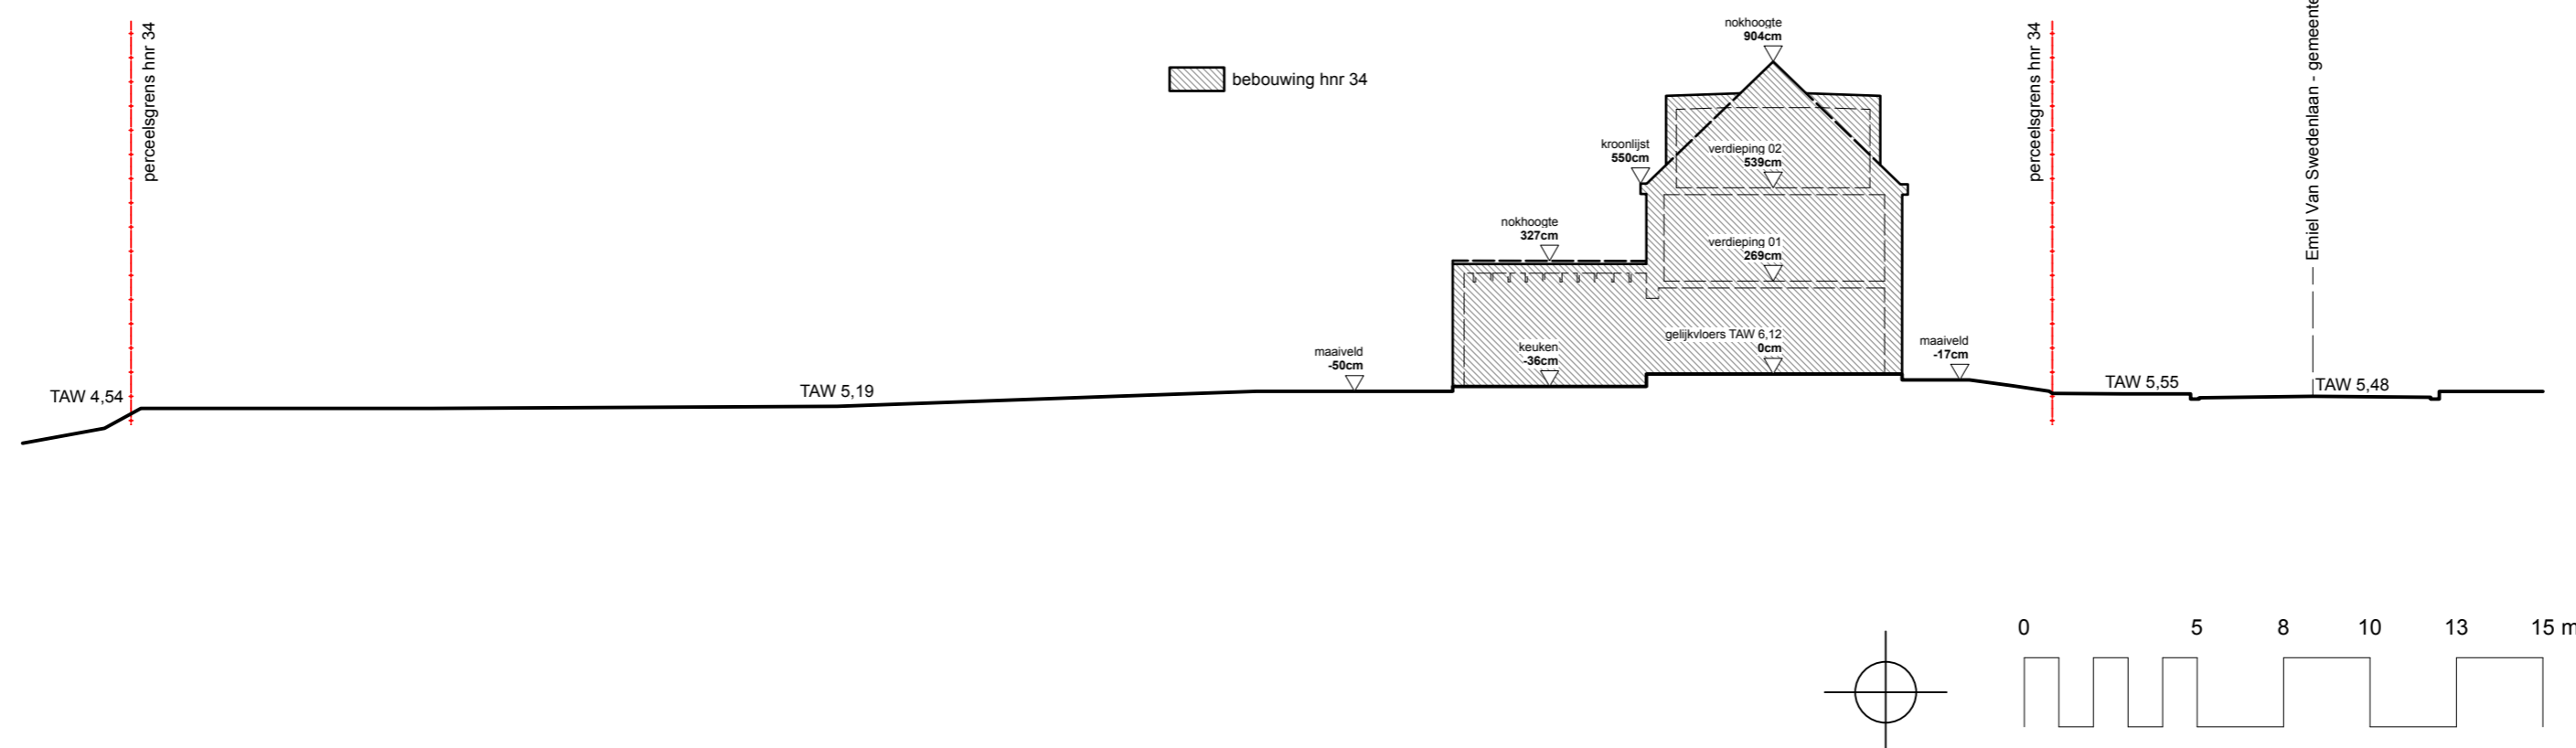 perceelsgrens hnr 34
bebouwing hnr 34
nokhoogte
904cm
perceelsgrens hnr 34
Emiel Van Swedenlaan - gemeente
kroonlijst
550cm
verdieping 02
539cm
nokhoogte
327cm
verdieping 01
269cm
maaiveld
-50cm
keuken
-36cm
gelijkvloers TAW 6,12
0cm
maaiveld
-17cm
TAW 4,54
TAW 5,19
TAW 5,55
TAW 5,48
0 5 8 10 13 15 m